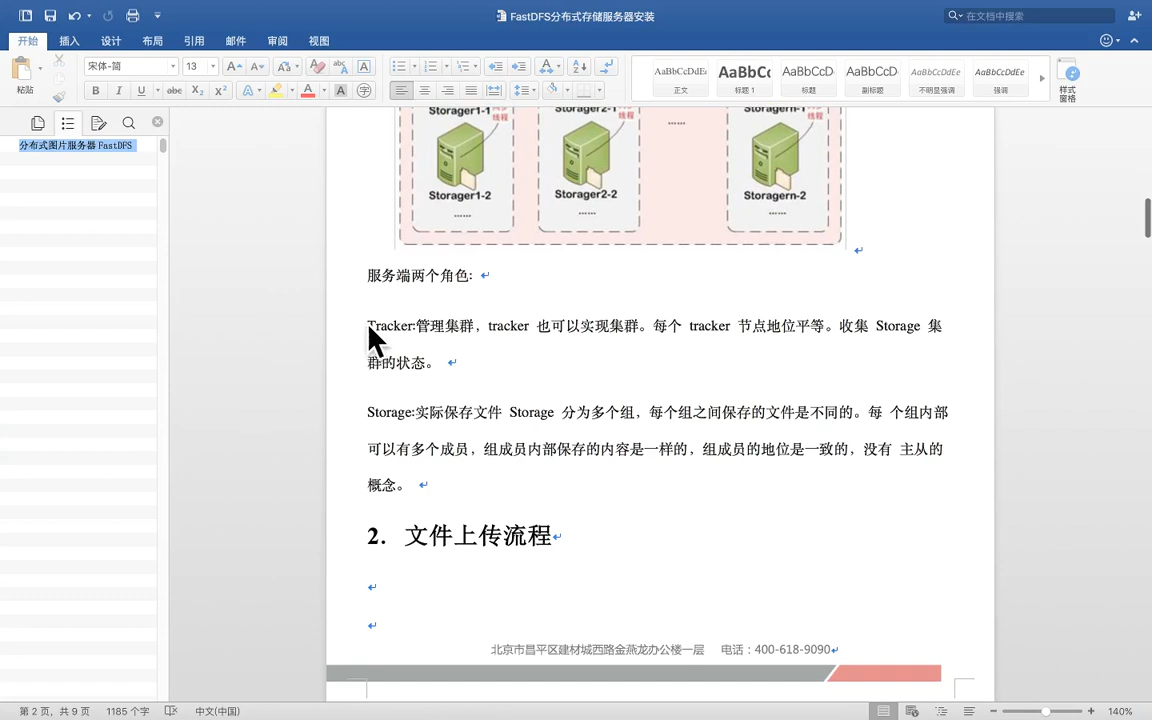 FastDFS分布式存储服务器安装
在文档中搜索
开始 插入 设计 布局 引用 邮件 审阅 视图
粘贴
宋体-简 13
AaBbCcDdEe AaBbCc AaBbCcD AaBbCcD AaBbCcDdEe AaBbCcDdEe
正文 标题 1 标题 副标题 不明显强调 强调
样式
窗格
分布式图片服务器 FastDFS
Storager1-1 Storager2-1 Storagern-1
线程 线程 线程
......
Storager1-2 Storager2-2 Storagern-2
...... ...... ......
服务端两个角色:
Tracker:管理集群，tracker 也可以实现集群。每个 tracker 节点地位平等。收集 Storage 集
群的状态。
Storage:实际保存文件 Storage 分为多个组，每个组之间保存的文件是不同的。每 个组内部
可以有多个成员，组成员内部保存的内容是一样的，组成员的地位是一致的，没有 主从的
概念。
2. 文件上传流程
北京市昌平区建材城西路金燕龙办公楼一层 电话：400-618-9090
第 2 页，共 9 页 1185 个字 中文(中国) 140%